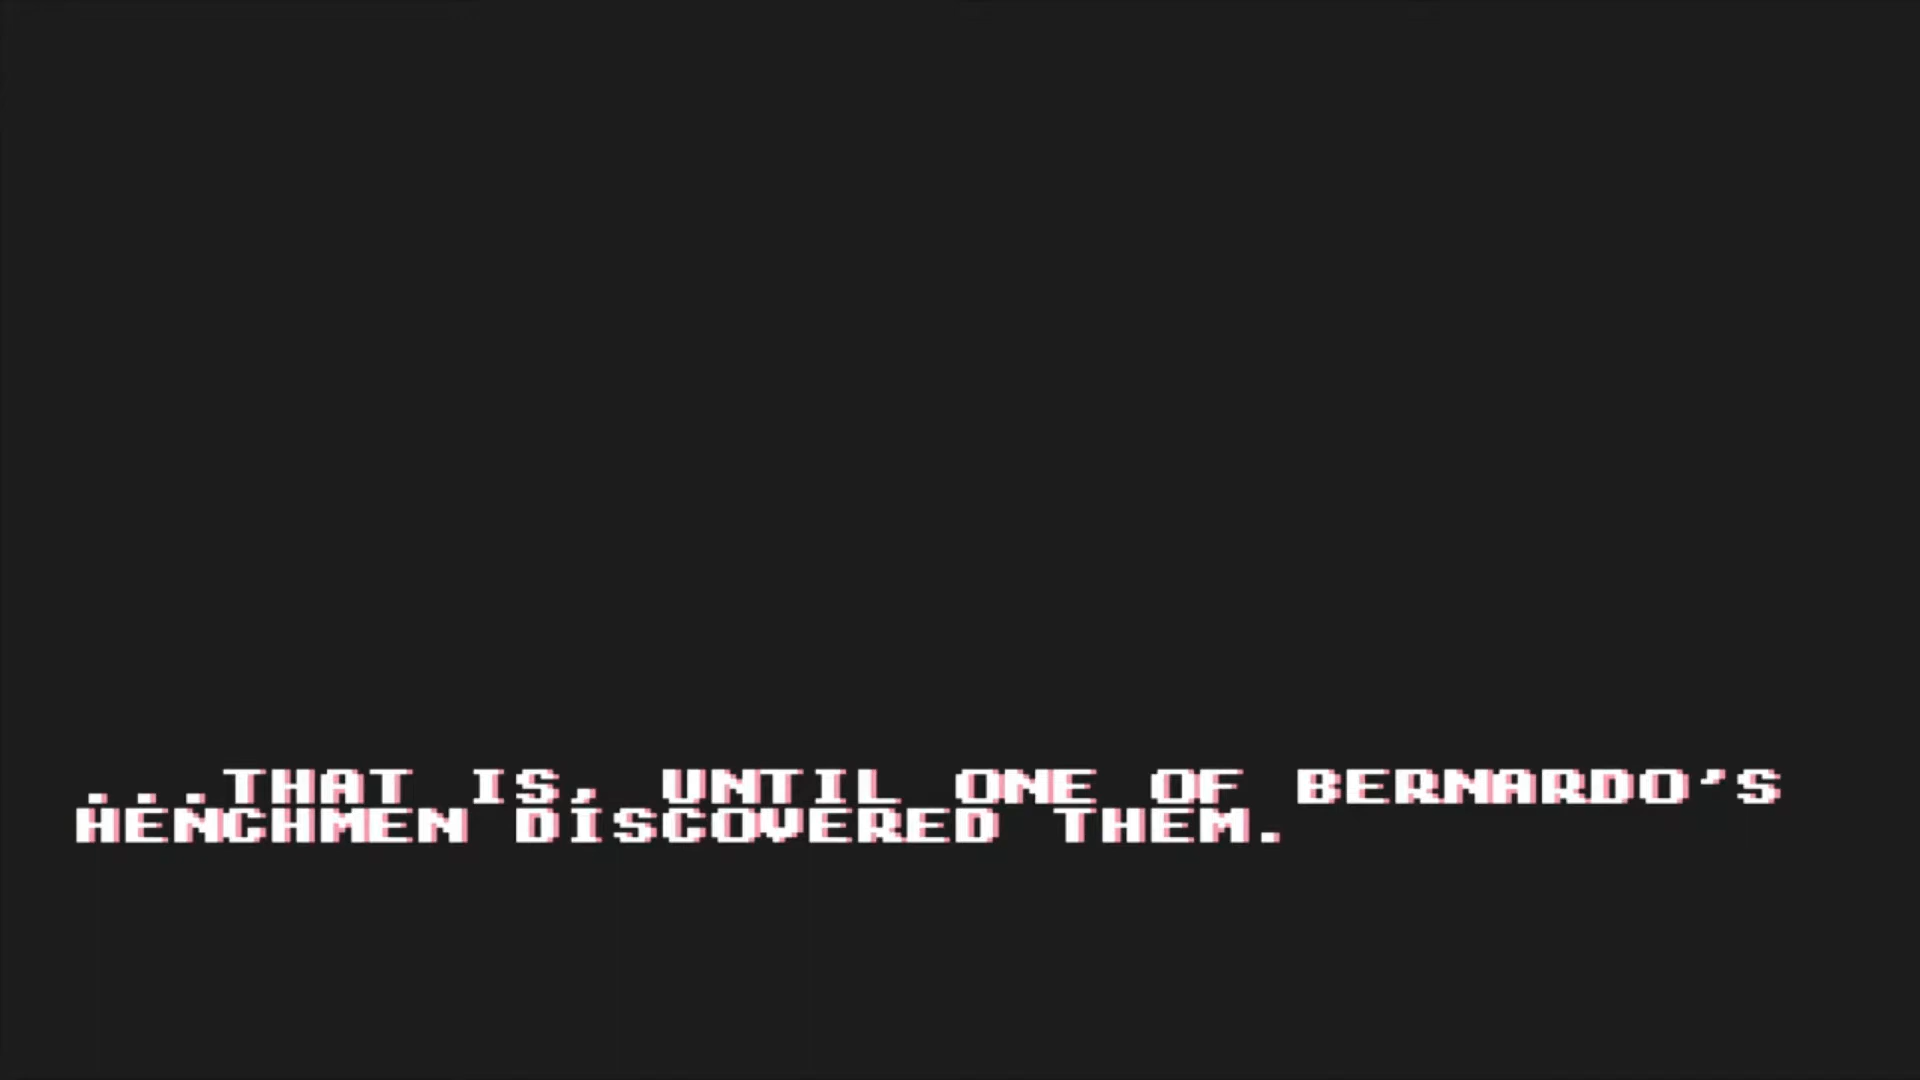 ...THAT IS, UNTIL ONE OF BERNARDO'S
HENCHMEN DISCOVERED THEM.